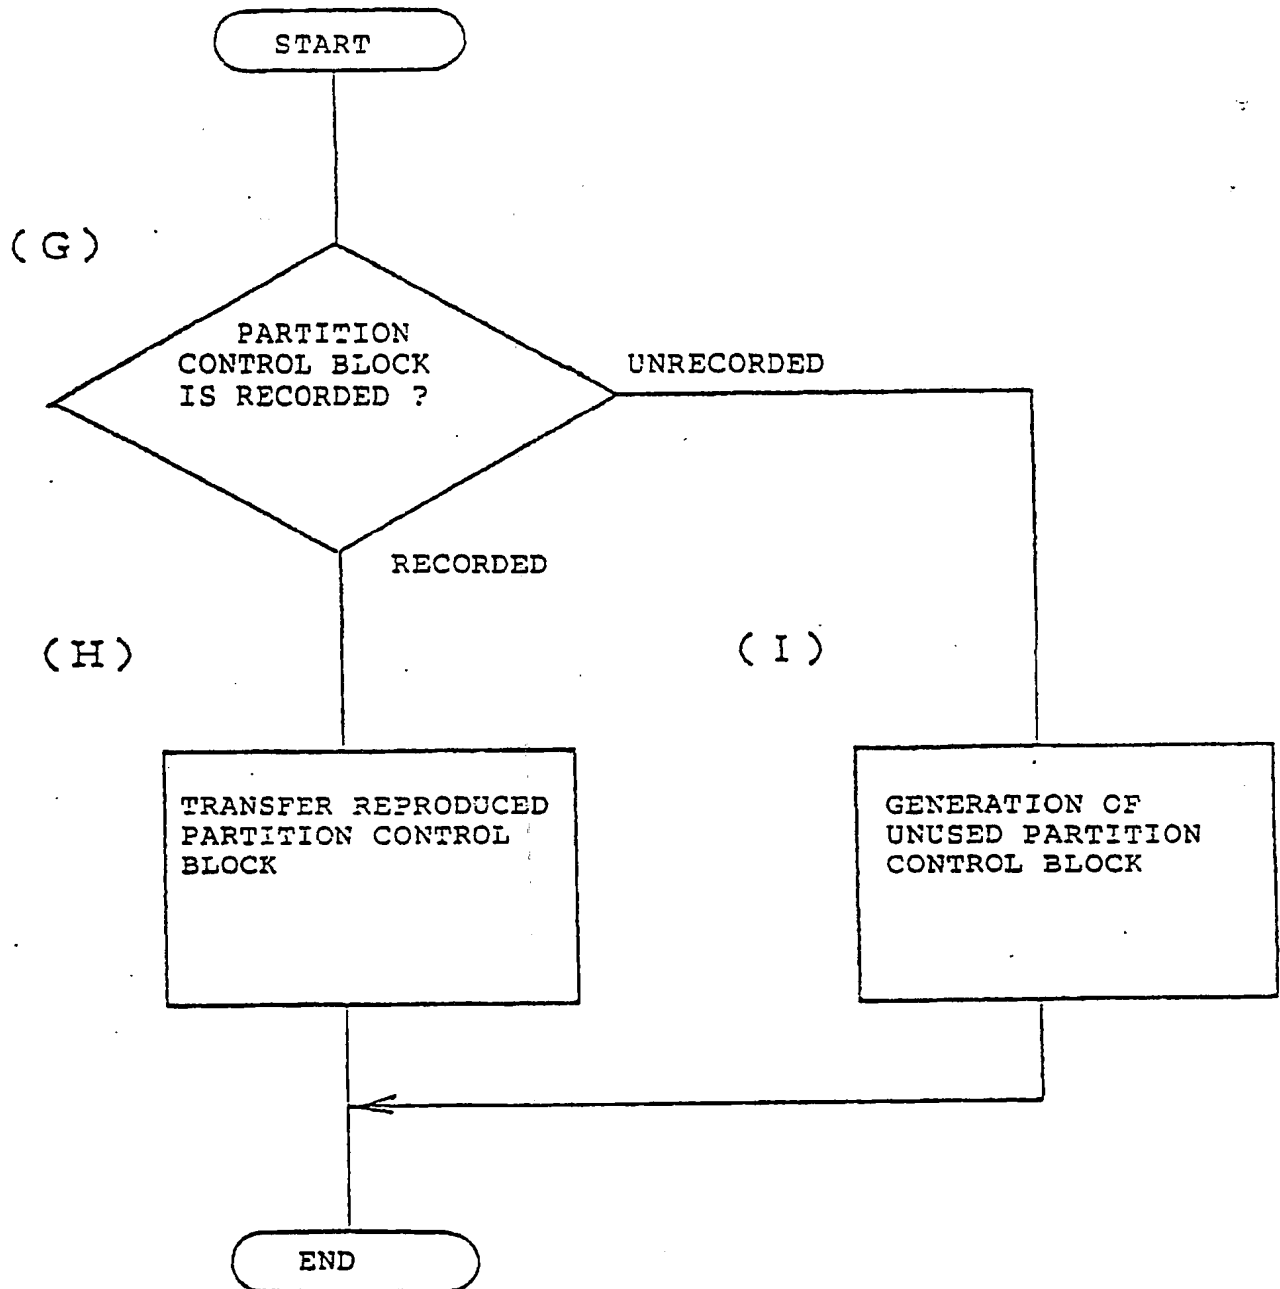 START
(G)
PARTITION
CONTROL BLOCK
IS RECORDED ?
UNRECORDED
RECORDED
(H)
(I)
TRANSFER REPRODUCED
PARTITION CONTROL
BLOCK
GENERATION OF
UNUSED PARTITION
CONTROL BLOCK
END